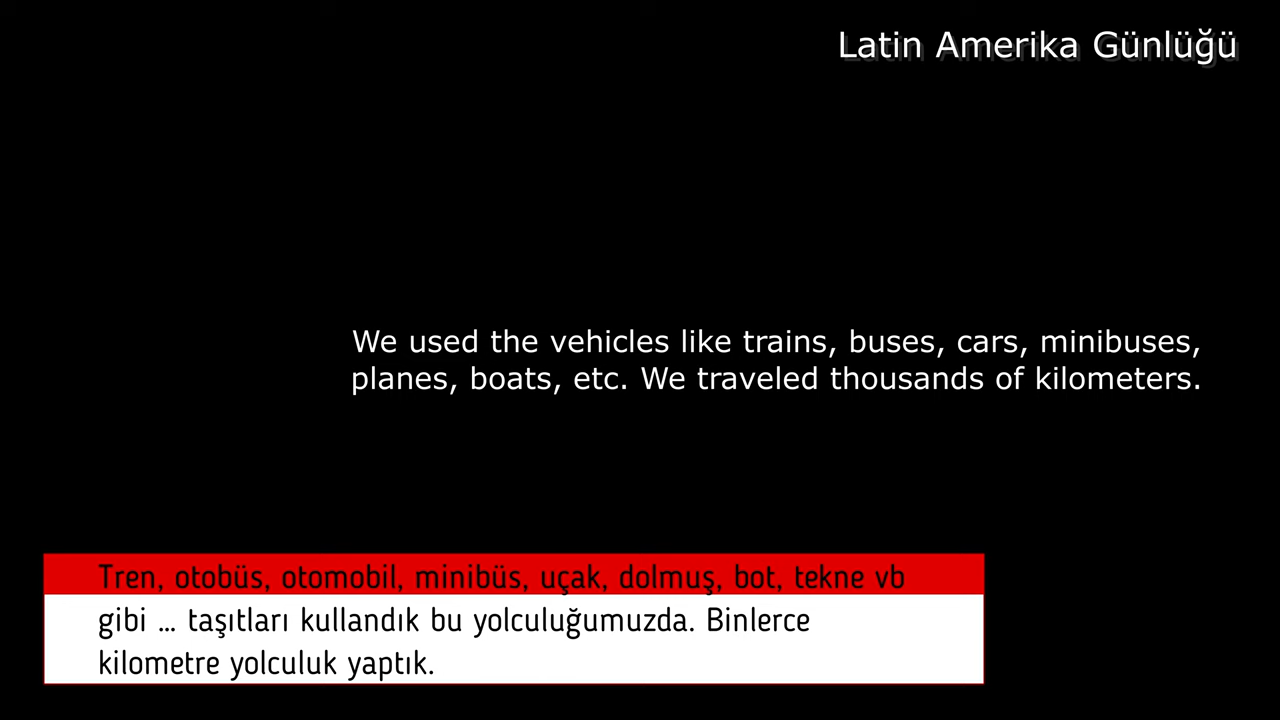 Latin Amerika Günlüğü
We used the vehicles like trains, buses, cars, minibuses,
planes, boats, etc. We traveled thousands of kilometers.
Tren, otobüs, otomobil, minibüs, uçak, dolmuş, bot, tekne vb
gibi ... taşıtları kullandık bu yolculuğumuzda. Binlerce
kilometre yolculuk yaptık.